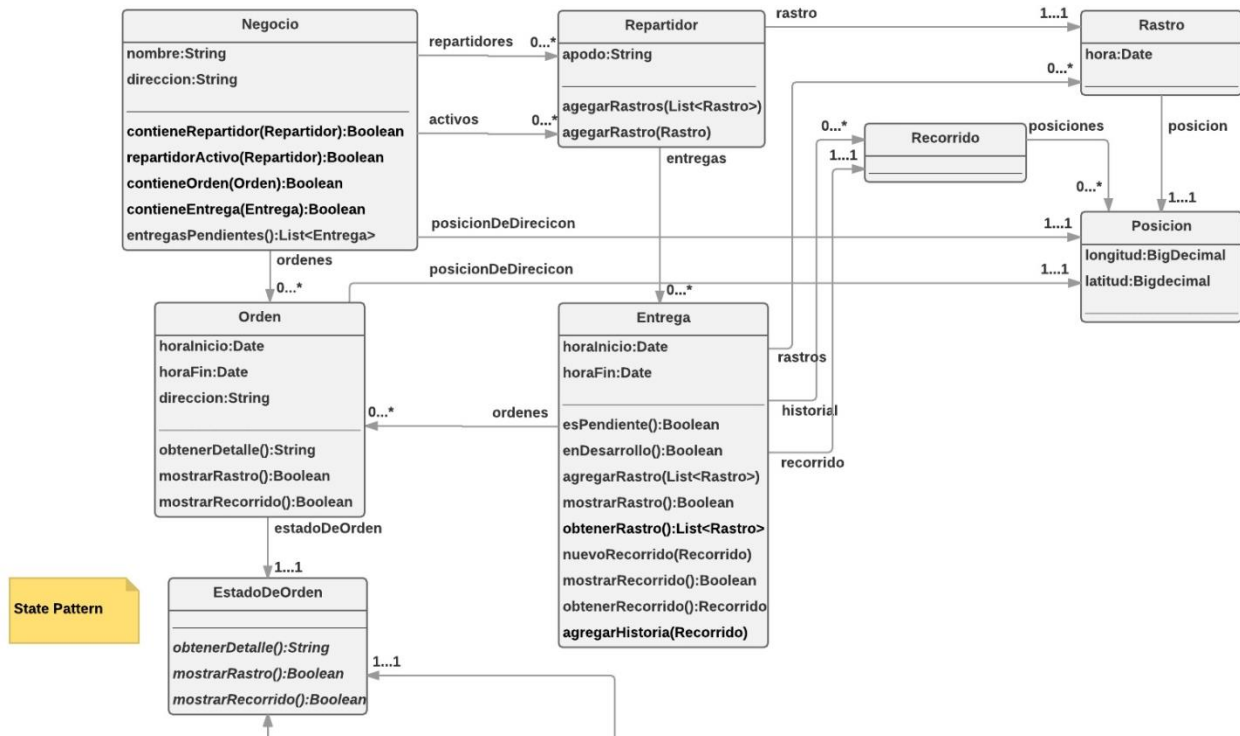 Negocio
nombre:String
direccion:String
contieneRepartidor(Repartidor):Boolean
repartidorActivo(Repartidor):Boolean
contieneOrden(Orden):Boolean
contieneEntrega(Entrega):Boolean
entregasPendientes():List<Entrega>
repartidores
0...*
activos
0...*
Repartidor
apodo:String
agegarRastros(List<Rastro>)
agegarRastro(Rastro)
rastro
1...1
Rastro
hora:Date
0...*
0...*
1...1
Recorrido
posiciones
0...*
posicion
1...1
entregas
0...*
posicionDeDirecicon
1...1
Posicion
longitud:BigDecimal
latitud:Bigdecimal
ordenes
0...*
posicionDeDirecicon
1...1
Orden
horaInicio:Date
horaFin:Date
direccion:String
obtenerDetalle():String
mostrarRastro():Boolean
mostrarRecorrido():Boolean
0...*
ordenes
Entrega
horaInicio:Date
horaFin:Date
esPendiente():Boolean
enDesarrollo():Boolean
agregarRastro(List<Rastro>)
mostrarRastro():Boolean
obtenerRastro():List<Rastro>
nuevoRecorrido(Recorrido)
mostrarRecorrido():Boolean
obtenerRecorrido():Recorrido
agregarHistoria(Recorrido)
rastros
historial
recorrido
estadoDeOrden
1...1
State Pattern
EstadoDeOrden
obtenerDetalle():String
mostrarRastro():Boolean
mostrarRecorrido():Boolean
1...1